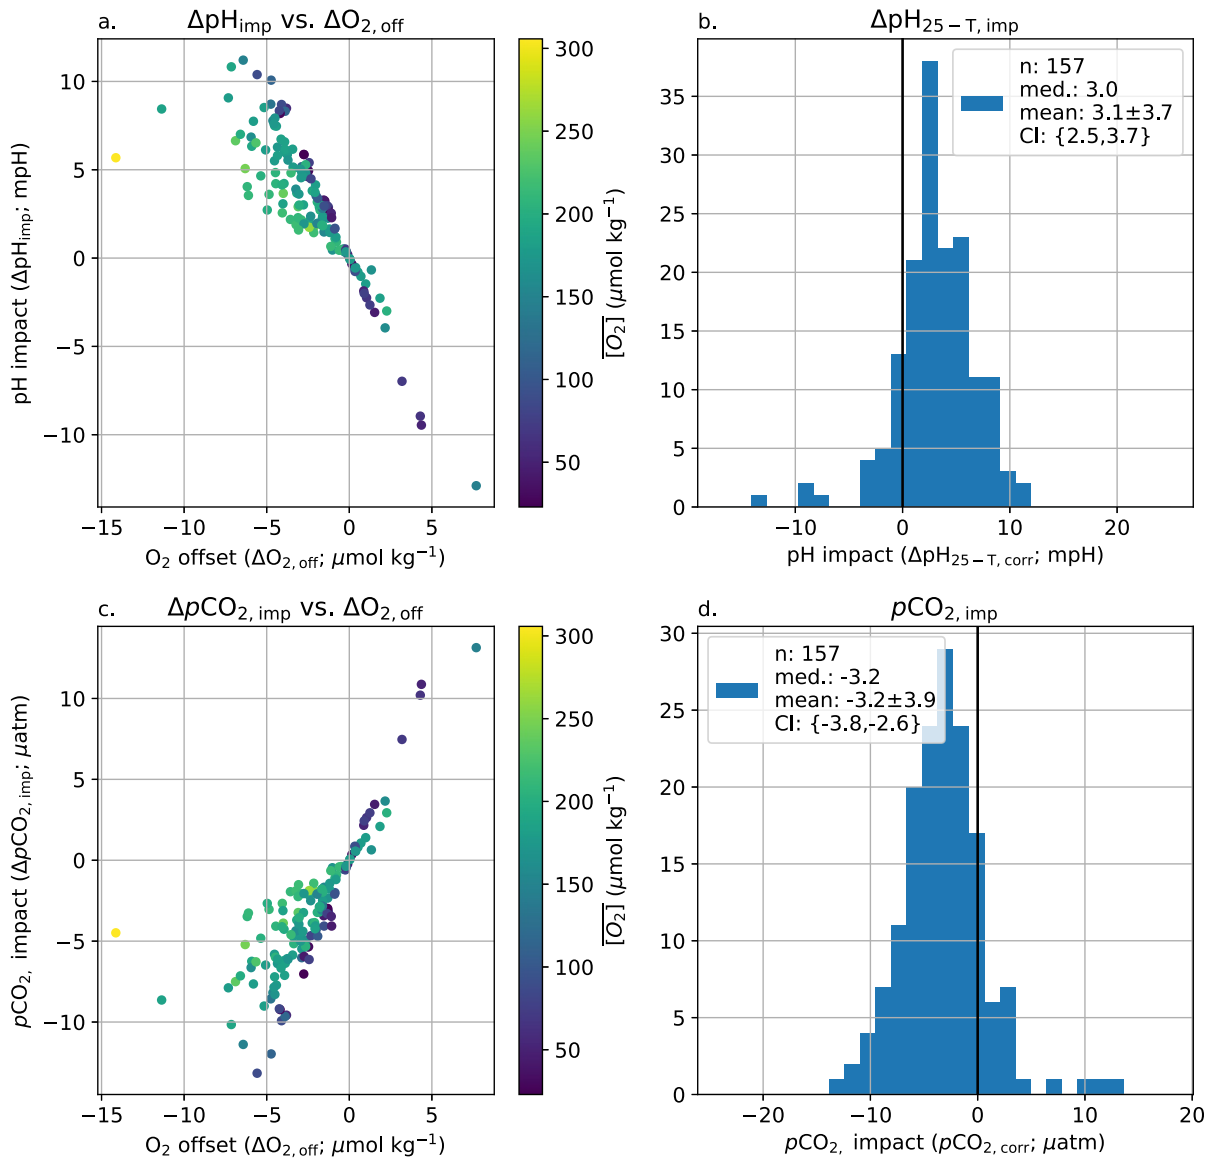 a.
ΔpH_imp vs. ΔO_2, off
10
5
0
−5
−10
pH impact (ΔpH_imp; mpH)
−15
−10
−5
0
5
O_2 offset (ΔO_2, off; μmol kg^−1)
300
250
200
150
100
50
[O_2] (μmol kg^−1)
b.
ΔpH_25−T, imp
n: 157
med.: 3.0
mean: 3.1±3.7
CI: {2.5,3.7}
35
30
25
20
15
10
5
0
−10
0
10
20
pH impact (ΔpH_25−T, corr; mpH)
c.
ΔpCO_2, imp vs. ΔO_2, off
10
5
0
−5
−10
pCO_2, impact (ΔpCO_2, imp; μatm)
−15
−10
−5
0
5
O_2 offset (ΔO_2, off; μmol kg^−1)
300
250
200
150
100
50
[O_2] (μmol kg^−1)
d.
pCO_2, imp
n: 157
med.: -3.2
mean: -3.2±3.9
CI: {-3.8,-2.6}
30
25
20
15
10
5
0
−20
−10
0
10
20
pCO_2, impact (pCO_2, corr; μatm)